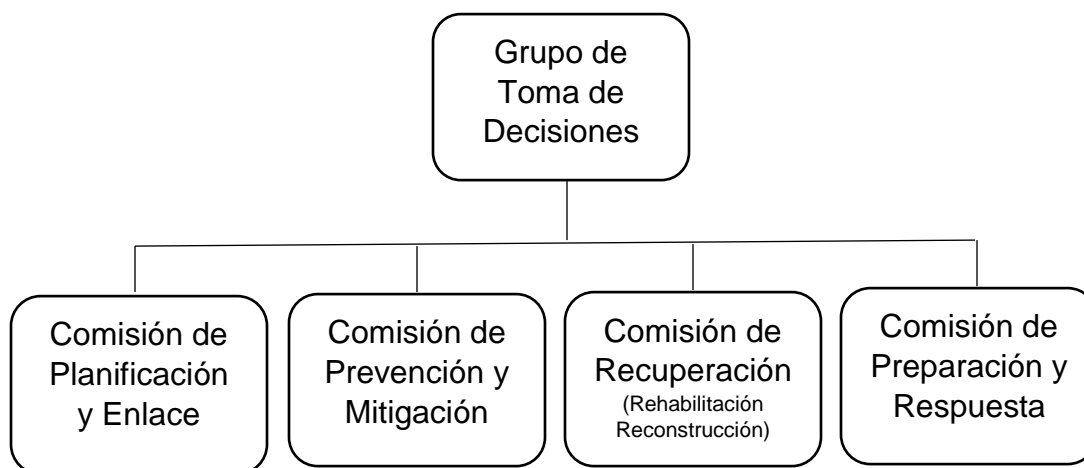 Grupo de
Toma de
Decisiones
Comisión de
Planificación
y Enlace
Comisión de
Prevención y
Mitigación
Comisión de
Recuperación
(Rehabilitación
Reconstrucción)
Comisión de
Preparación y
Respuesta